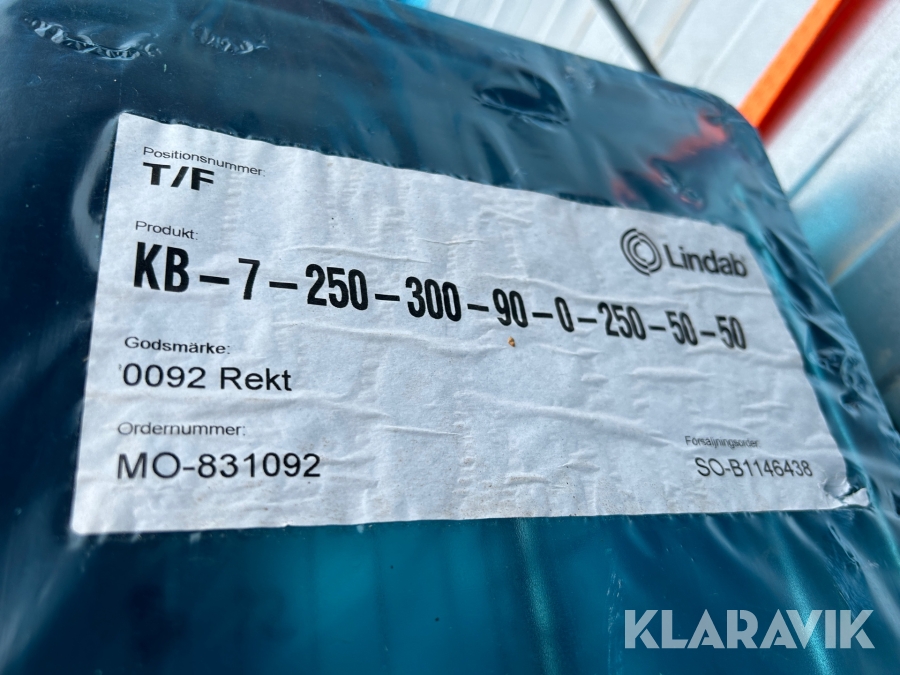 Positionsnummer:
T/F
Produkt:
Lindab
KB-7-250-300-90-0-250-50-50
Godsmärke:
0092 Rekt
Ordernummer:
MO-831092
Försäljningsorder:
SO-B1146438
KLARAVIK